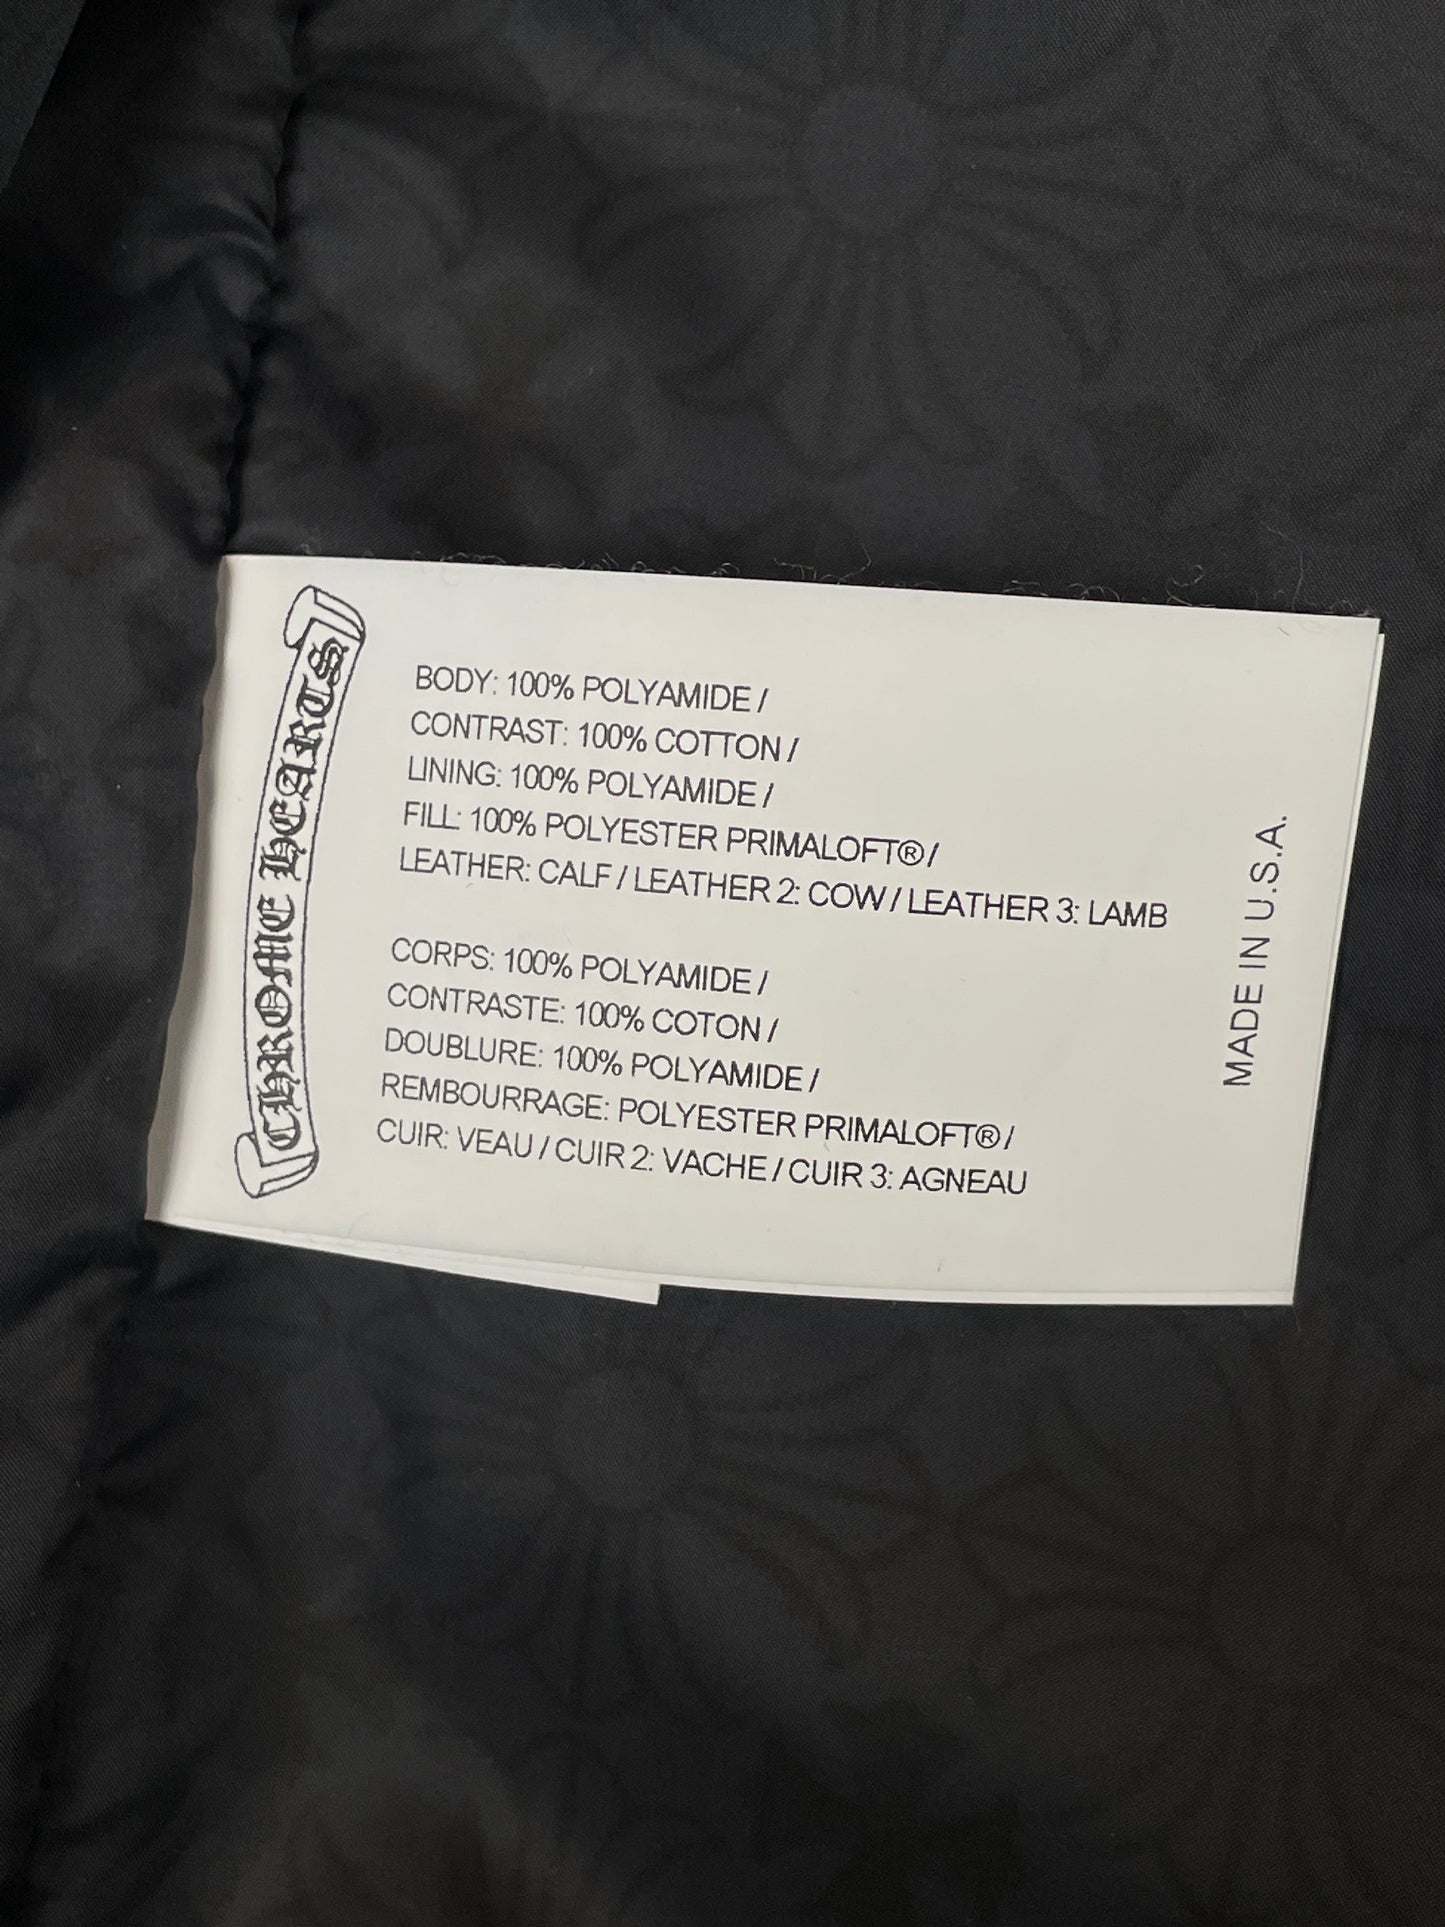 CHROME HEARTS
BODY: 100% POLYAMIDE /
CONTRAST: 100% COTTON /
LINING: 100% POLYAMIDE /
FILL: 100% POLYESTER PRIMALOFT® /
LEATHER: CALF / LEATHER 2: COW / LEATHER 3: LAMB
CORPS: 100% POLYAMIDE /
CONTRASTE: 100% COTON /
DOUBLURE: 100% POLYAMIDE /
REMBOURRAGE: POLYESTER PRIMALOFT® /
CUIR: VEAU / CUIR 2: VACHE / CUIR 3: AGNEAU
MADE IN U.S.A.